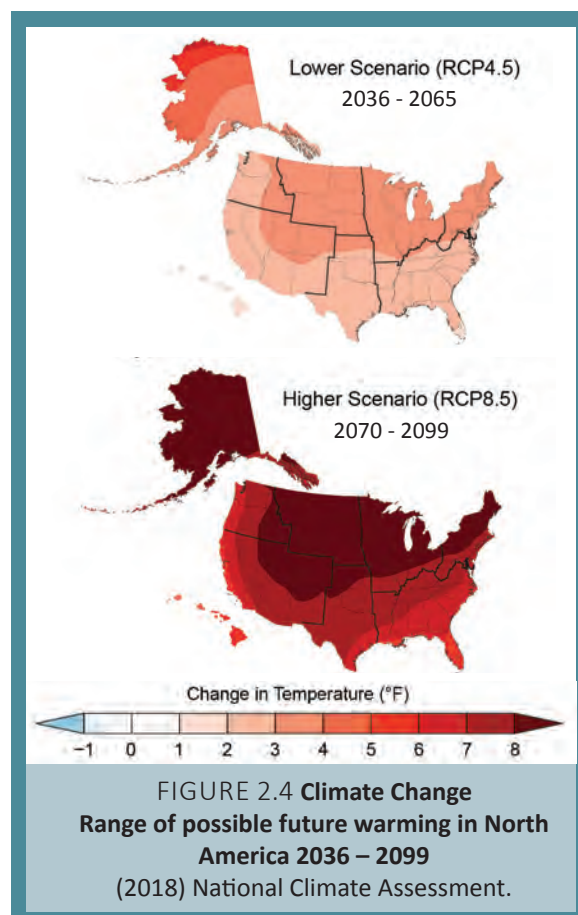 Lower Scenario (RCP4.5)
2036 - 2065
Higher Scenario (RCP8.5)
2070 - 2099
Change in Temperature (°F)
−1 0 1 2 3 4 5 6 7 8
FIGURE 2.4 Climate Change
Range of possible future warming in North
America 2036 – 2099
(2018) National Climate Assessment.